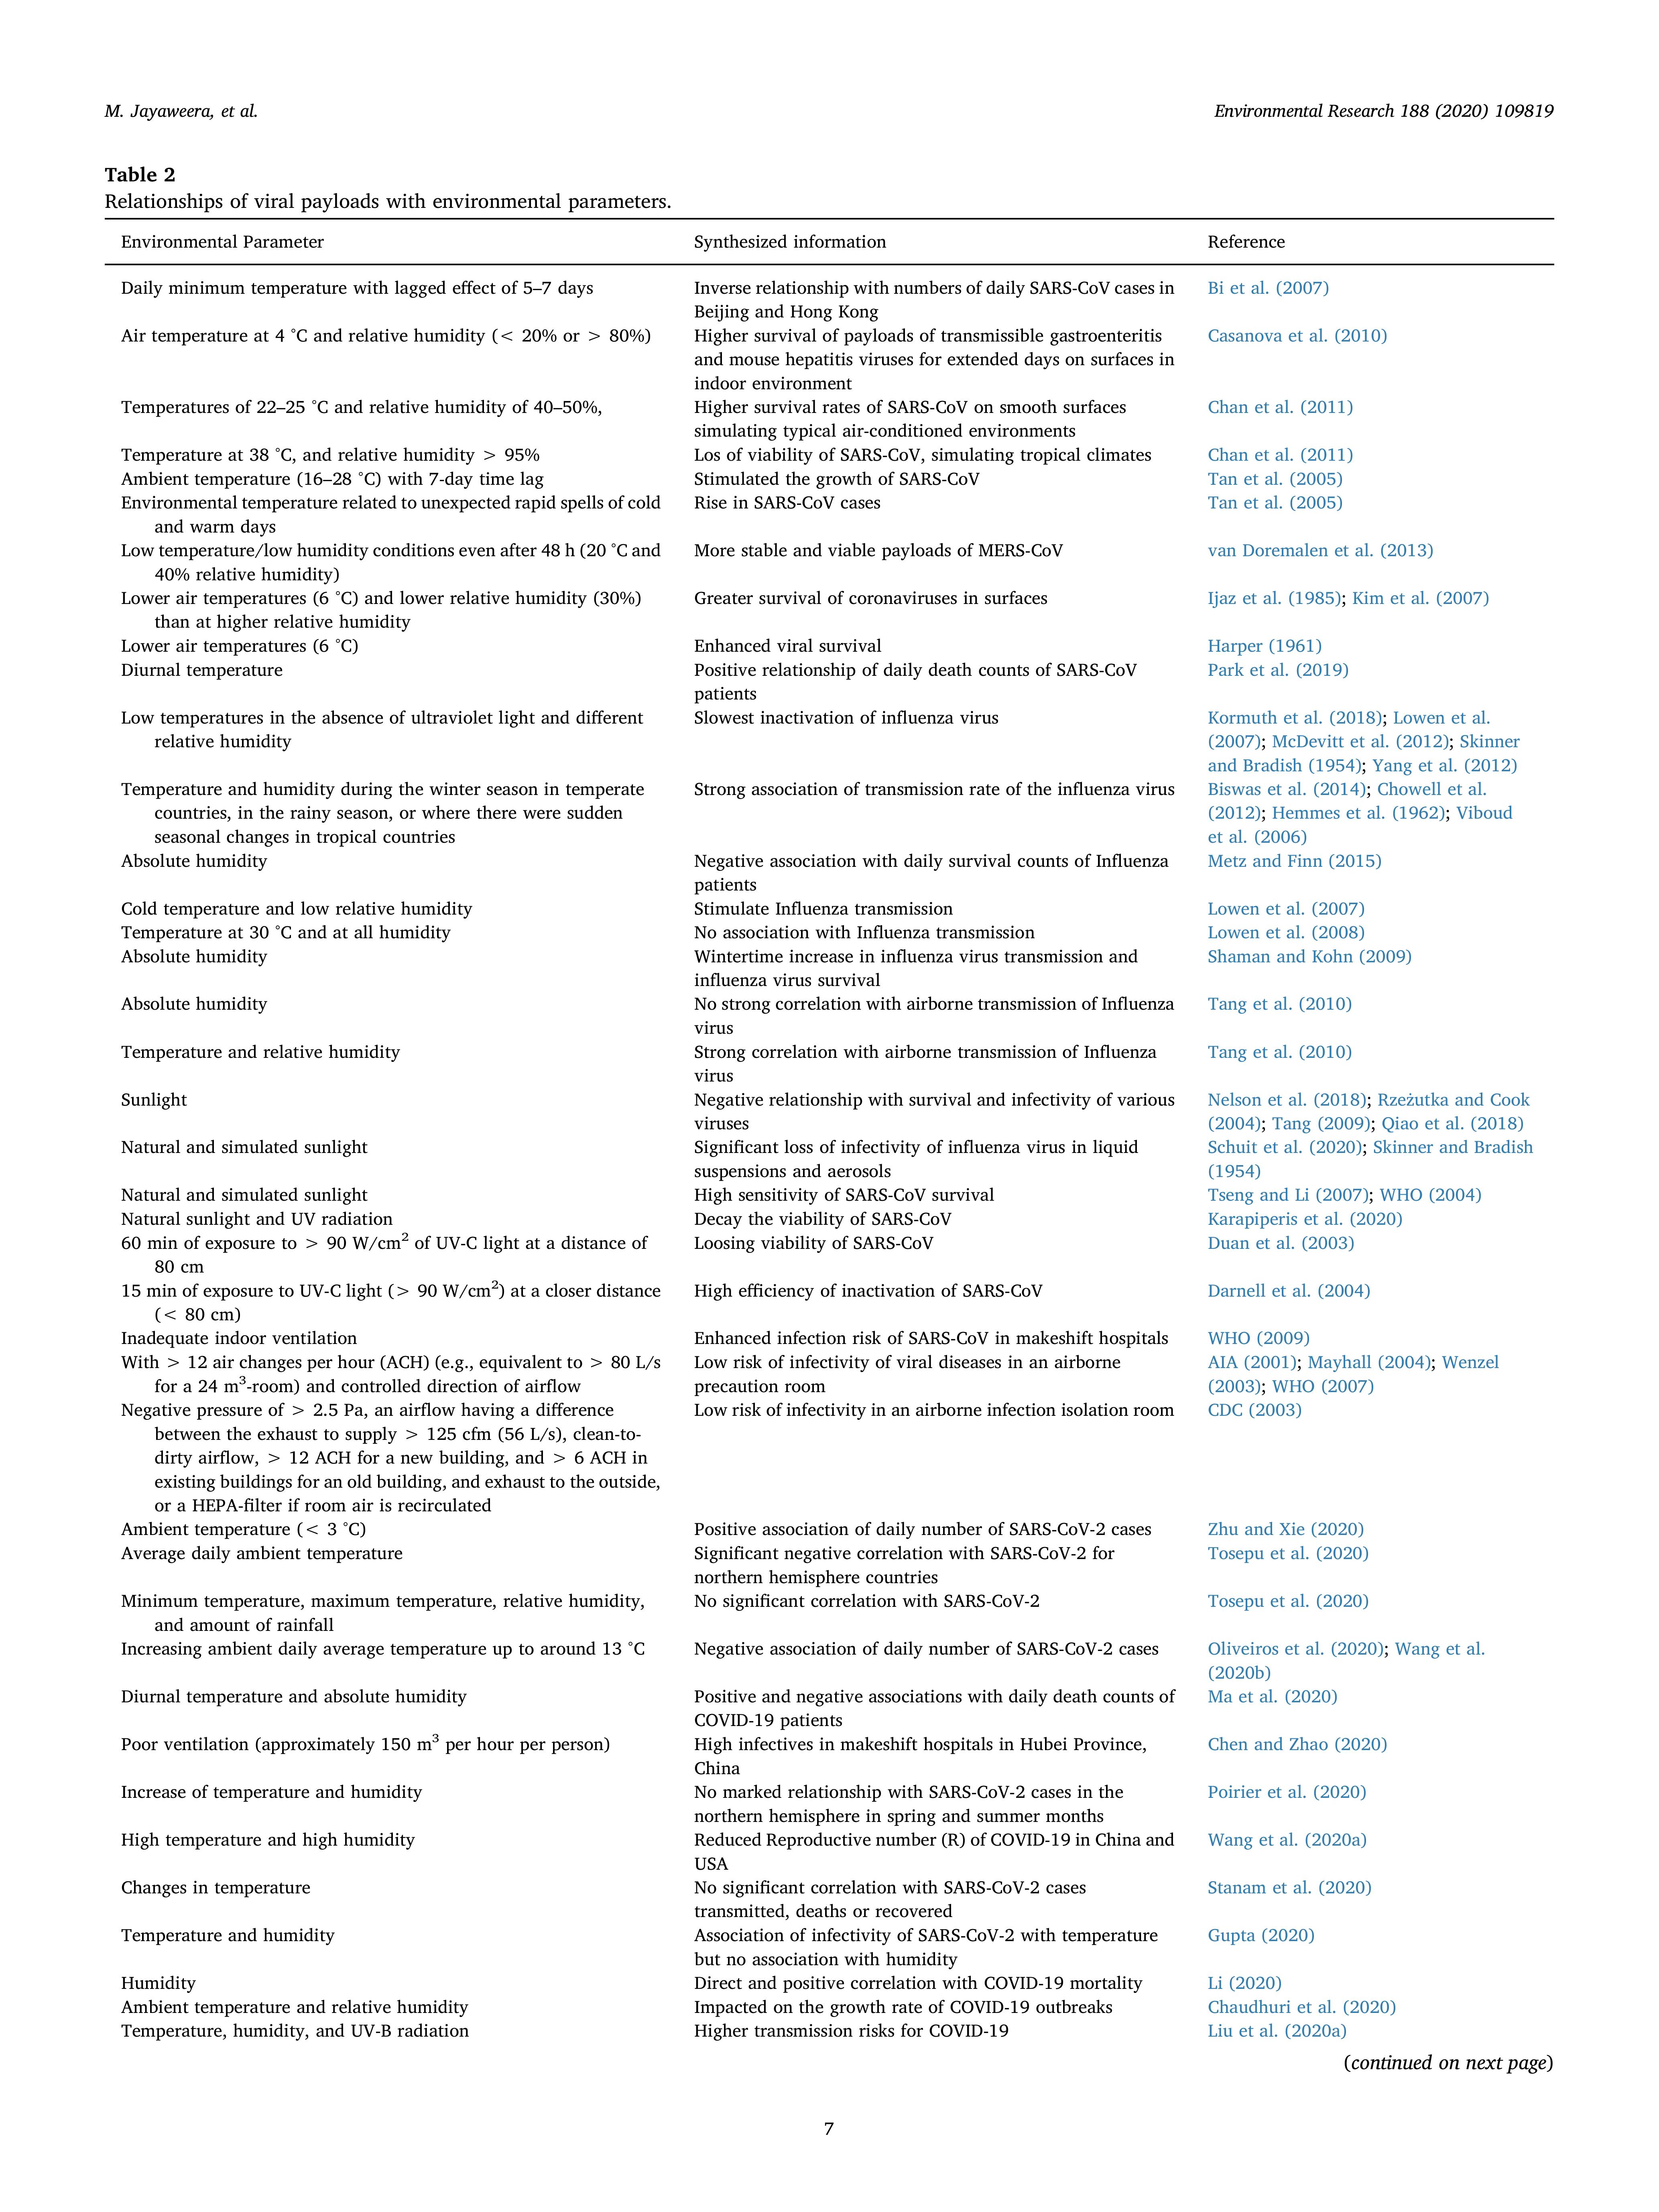 M. Jayaweera, et al.
Environmental Research 188 (2020) 109819
Table 2
Relationships of viral payloads with environmental parameters.
Environmental Parameter Synthesized information Reference
Daily minimum temperature with lagged effect of 5–7 days Inverse relationship with numbers of daily SARS-CoV cases in Bi et al. (2007)
Beijing and Hong Kong
Air temperature at 4 °C and relative humidity (< 20% or > 80%) Higher survival of payloads of transmissible gastroenteritis Casanova et al. (2010)
and mouse hepatitis viruses for extended days on surfaces in
indoor environment
Temperatures of 22–25 °C and relative humidity of 40–50%, Higher survival rates of SARS-CoV on smooth surfaces Chan et al. (2011)
simulating typical air-conditioned environments
Temperature at 38 °C, and relative humidity > 95% Los of viability of SARS-CoV, simulating tropical climates Chan et al. (2011)
Ambient temperature (16–28 °C) with 7-day time lag Stimulated the growth of SARS-CoV Tan et al. (2005)
Environmental temperature related to unexpected rapid spells of cold Rise in SARS-CoV cases Tan et al. (2005)
and warm days
Low temperature/low humidity conditions even after 48 h (20 °C and More stable and viable payloads of MERS-CoV van Doremalen et al. (2013)
40% relative humidity)
Lower air temperatures (6 °C) and lower relative humidity (30%) Greater survival of coronaviruses in surfaces Ijaz et al. (1985); Kim et al. (2007)
than at higher relative humidity
Lower air temperatures (6 °C) Enhanced viral survival Harper (1961)
Diurnal temperature Positive relationship of daily death counts of SARS-CoV Park et al. (2019)
patients
Low temperatures in the absence of ultraviolet light and different Slowest inactivation of influenza virus Kormuth et al. (2018); Lowen et al.
relative humidity (2007); McDevitt et al. (2012); Skinner
and Bradish (1954); Yang et al. (2012)
Temperature and humidity during the winter season in temperate Strong association of transmission rate of the influenza virus Biswas et al. (2014); Chowell et al.
countries, in the rainy season, or where there were sudden (2012); Hemmes et al. (1962); Viboud
seasonal changes in tropical countries et al. (2006)
Absolute humidity Negative association with daily survival counts of Influenza Metz and Finn (2015)
patients
Cold temperature and low relative humidity Stimulate Influenza transmission Lowen et al. (2007)
Temperature at 30 °C and at all humidity No association with Influenza transmission Lowen et al. (2008)
Absolute humidity Wintertime increase in influenza virus transmission and Shaman and Kohn (2009)
influenza virus survival
Absolute humidity No strong correlation with airborne transmission of Influenza Tang et al. (2010)
virus
Temperature and relative humidity Strong correlation with airborne transmission of Influenza Tang et al. (2010)
virus
Sunlight Negative relationship with survival and infectivity of various Nelson et al. (2018); Rzeżutka and Cook
viruses (2004); Tang (2009); Qiao et al. (2018)
Natural and simulated sunlight Significant loss of infectivity of influenza virus in liquid Schuit et al. (2020); Skinner and Bradish
suspensions and aerosols (1954)
Natural and simulated sunlight High sensitivity of SARS-CoV survival Tseng and Li (2007); WHO (2004)
Natural sunlight and UV radiation Decay the viability of SARS-CoV Karapiperis et al. (2020)
60 min of exposure to > 90 W/cm² of UV-C light at a distance of Loosing viability of SARS-CoV Duan et al. (2003)
80 cm
15 min of exposure to UV-C light (> 90 W/cm²) at a closer distance High efficiency of inactivation of SARS-CoV Darnell et al. (2004)
(< 80 cm)
Inadequate indoor ventilation Enhanced infection risk of SARS-CoV in makeshift hospitals WHO (2009)
With > 12 air changes per hour (ACH) (e.g., equivalent to > 80 L/s Low risk of infectivity of viral diseases in an airborne AIA (2001); Mayhall (2004); Wenzel
for a 24 m³-room) and controlled direction of airflow precaution room (2003); WHO (2007)
Negative pressure of > 2.5 Pa, an airflow having a difference Low risk of infectivity in an airborne infection isolation room CDC (2003)
between the exhaust to supply > 125 cfm (56 L/s), clean-to-
dirty airflow, > 12 ACH for a new building, and > 6 ACH in
existing buildings for an old building, and exhaust to the outside,
or a HEPA-filter if room air is recirculated
Ambient temperature (< 3 °C) Positive association of daily number of SARS-CoV-2 cases Zhu and Xie (2020)
Average daily ambient temperature Significant negative correlation with SARS-CoV-2 for Tosepu et al. (2020)
northern hemisphere countries
Minimum temperature, maximum temperature, relative humidity, No significant correlation with SARS-CoV-2 Tosepu et al. (2020)
and amount of rainfall
Increasing ambient daily average temperature up to around 13 °C Negative association of daily number of SARS-CoV-2 cases Oliveiros et al. (2020); Wang et al.
(2020b)
Diurnal temperature and absolute humidity Positive and negative associations with daily death counts of Ma et al. (2020)
COVID-19 patients
Poor ventilation (approximately 150 m³ per hour per person) High infectives in makeshift hospitals in Hubei Province, Chen and Zhao (2020)
China
Increase of temperature and humidity No marked relationship with SARS-CoV-2 cases in the Poirier et al. (2020)
northern hemisphere in spring and summer months
High temperature and high humidity Reduced Reproductive number (R) of COVID-19 in China and Wang et al. (2020a)
USA
Changes in temperature No significant correlation with SARS-CoV-2 cases Stanam et al. (2020)
transmitted, deaths or recovered
Temperature and humidity Association of infectivity of SARS-CoV-2 with temperature Gupta (2020)
but no association with humidity
Humidity Direct and positive correlation with COVID-19 mortality Li (2020)
Ambient temperature and relative humidity Impacted on the growth rate of COVID-19 outbreaks Chaudhuri et al. (2020)
Temperature, humidity, and UV-B radiation Higher transmission risks for COVID-19 Liu et al. (2020a)
(continued on next page)
7